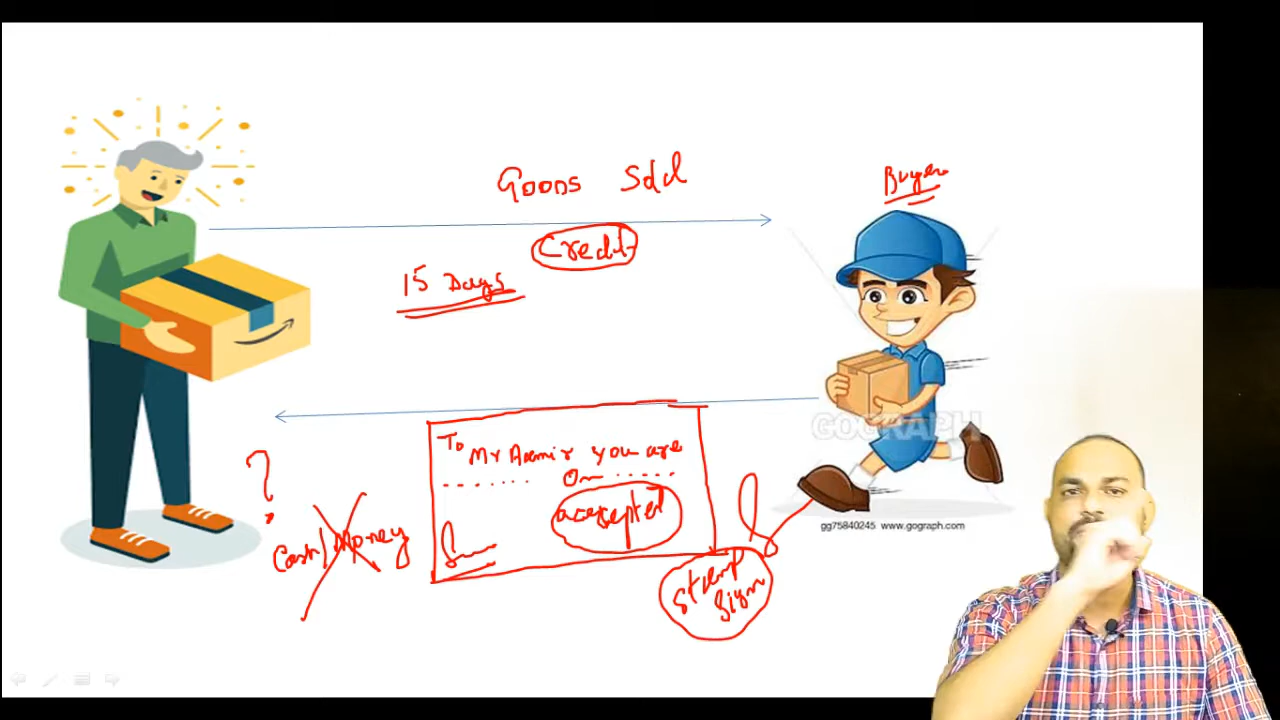 Goods Sold
Buyer
Credit
15 Days
GOGRAPH
To Mr Aamir you are
........ On ......
accepted
?
Cash/Money
Stamp
Sign
gg75840245 www.gograph.com